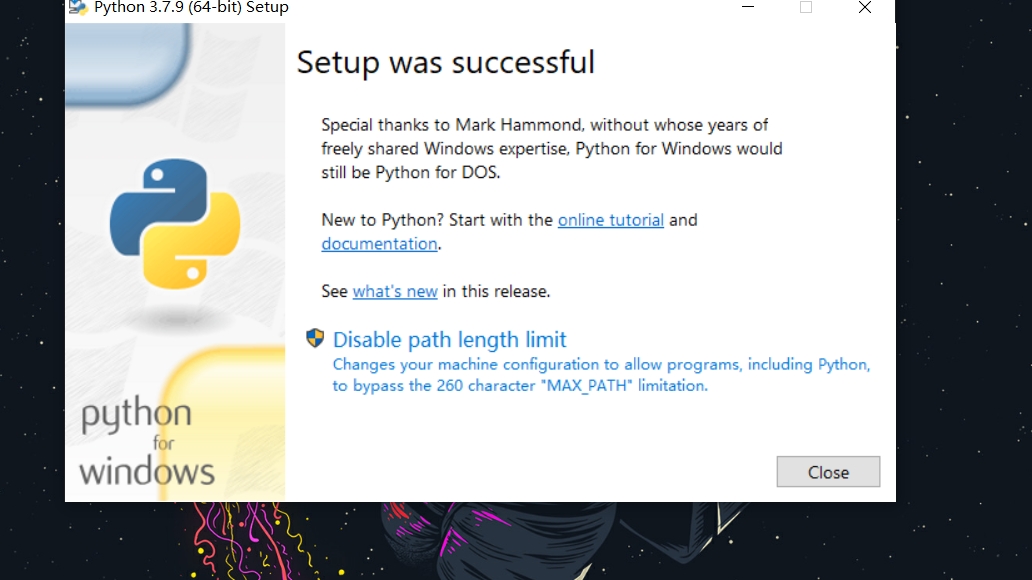 Python 3.7.9 (64-bit) Setup
Setup was successful
Special thanks to Mark Hammond, without whose years of
freely shared Windows expertise, Python for Windows would
still be Python for DOS.
New to Python? Start with the online tutorial and
documentation.
See what's new in this release.
Disable path length limit
Changes your machine configuration to allow programs, including Python,
to bypass the 260 character "MAX_PATH" limitation.
python
for
windows
Close